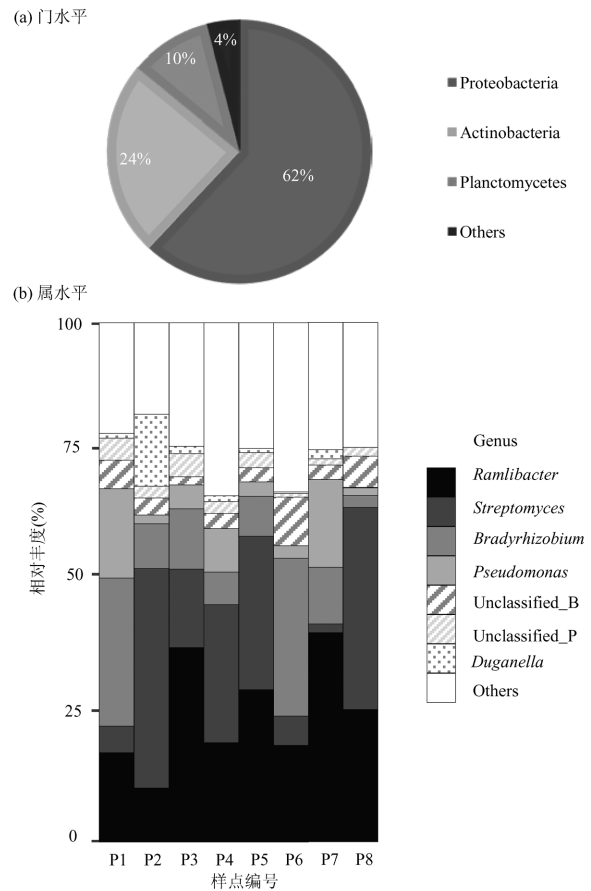 (a) 门水平
4%
10%
24%
62%
Proteobacteria
Actinobacteria
Planctomycetes
Others
(b) 属水平
100
75
50
25
0
相对丰度(%)
P1 P2 P3 P4 P5 P6 P7 P8
样点编号
Genus
Ramlibacter
Streptomyces
Bradyrhizobium
Pseudomonas
Unclassified_B
Unclassified_P
Duganella
Others